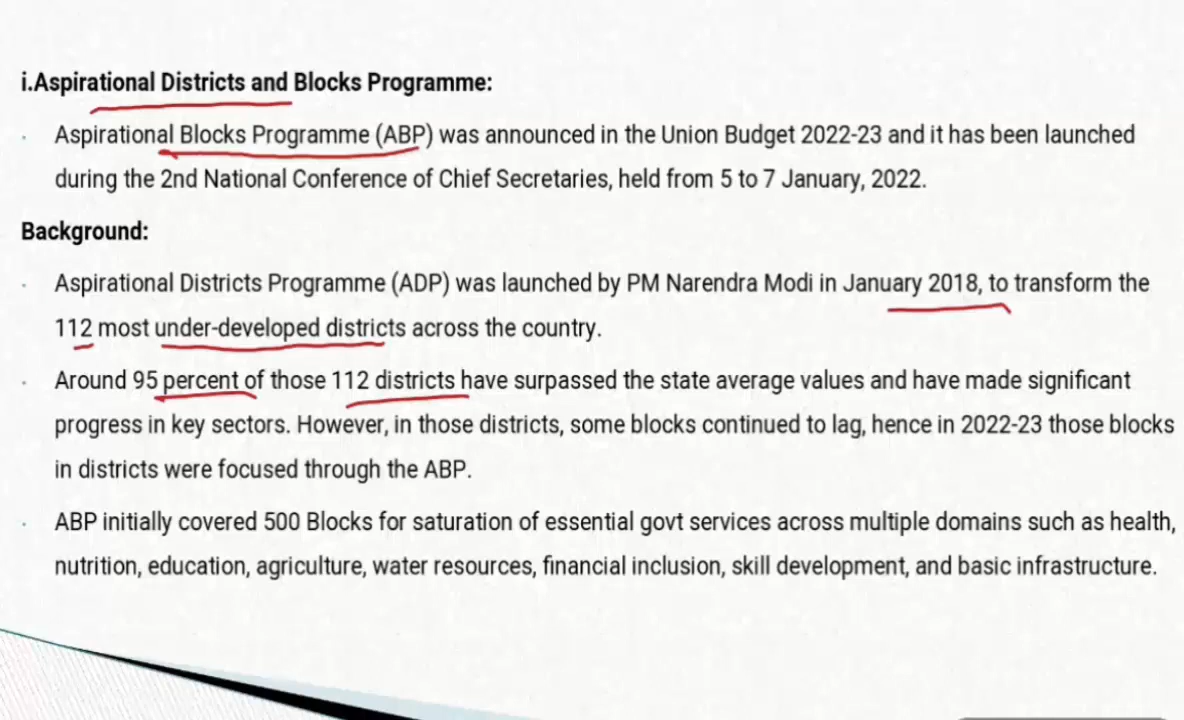 i.Aspirational Districts and Blocks Programme:
Aspirational Blocks Programme (ABP) was announced in the Union Budget 2022-23 and it has been launched
during the 2nd National Conference of Chief Secretaries, held from 5 to 7 January, 2022.
Background:
Aspirational Districts Programme (ADP) was launched by PM Narendra Modi in January 2018, to transform the
112 most under-developed districts across the country.
Around 95 percent of those 112 districts have surpassed the state average values and have made significant
progress in key sectors. However, in those districts, some blocks continued to lag, hence in 2022-23 those blocks
in districts were focused through the ABP.
ABP initially covered 500 Blocks for saturation of essential govt services across multiple domains such as health,
nutrition, education, agriculture, water resources, financial inclusion, skill development, and basic infrastructure.